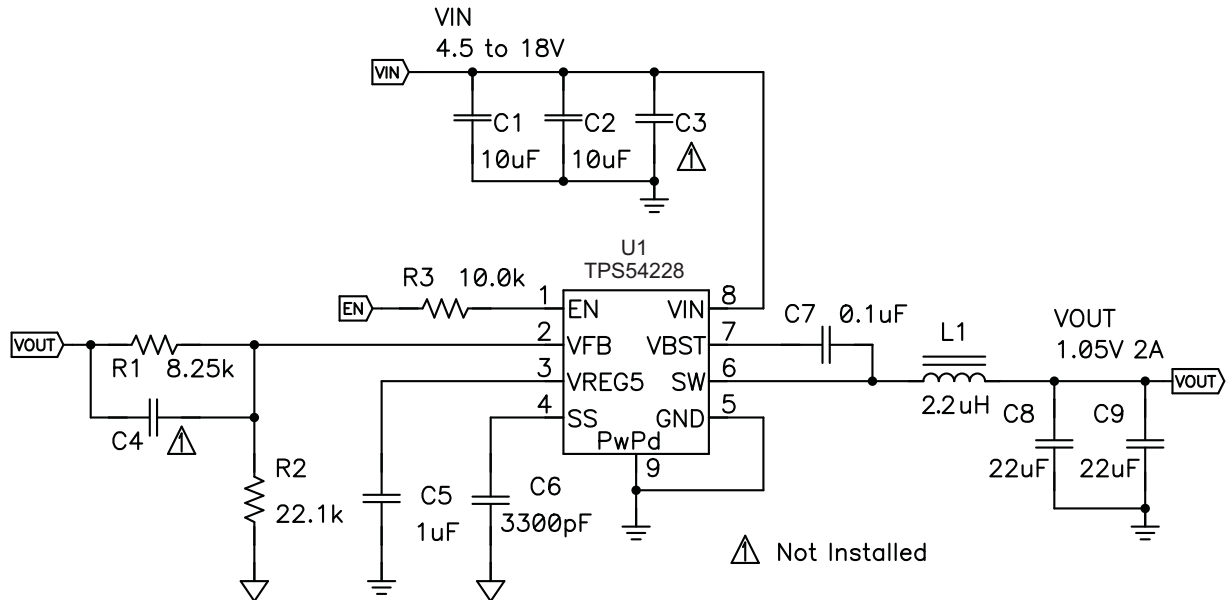 VIN
4.5 to 18V
VIN
C1
C2
C3
1
10uF
10uF
U1
TPS54228
R3 10.0k
EN
1
EN
VIN
8
C7 0.1uF
VOUT
R1 8.25k
2
VFB
VBST
7
L1
VOUT
1.05V 2A
3
VREG5
SW
6
VOUT
2.2uH
4
SS
GND
5
C8
C9
C4
1
PwPd
9
22uF
22uF
R2
22.1k
C5
1uF
C6
3300pF
1 Not Installed